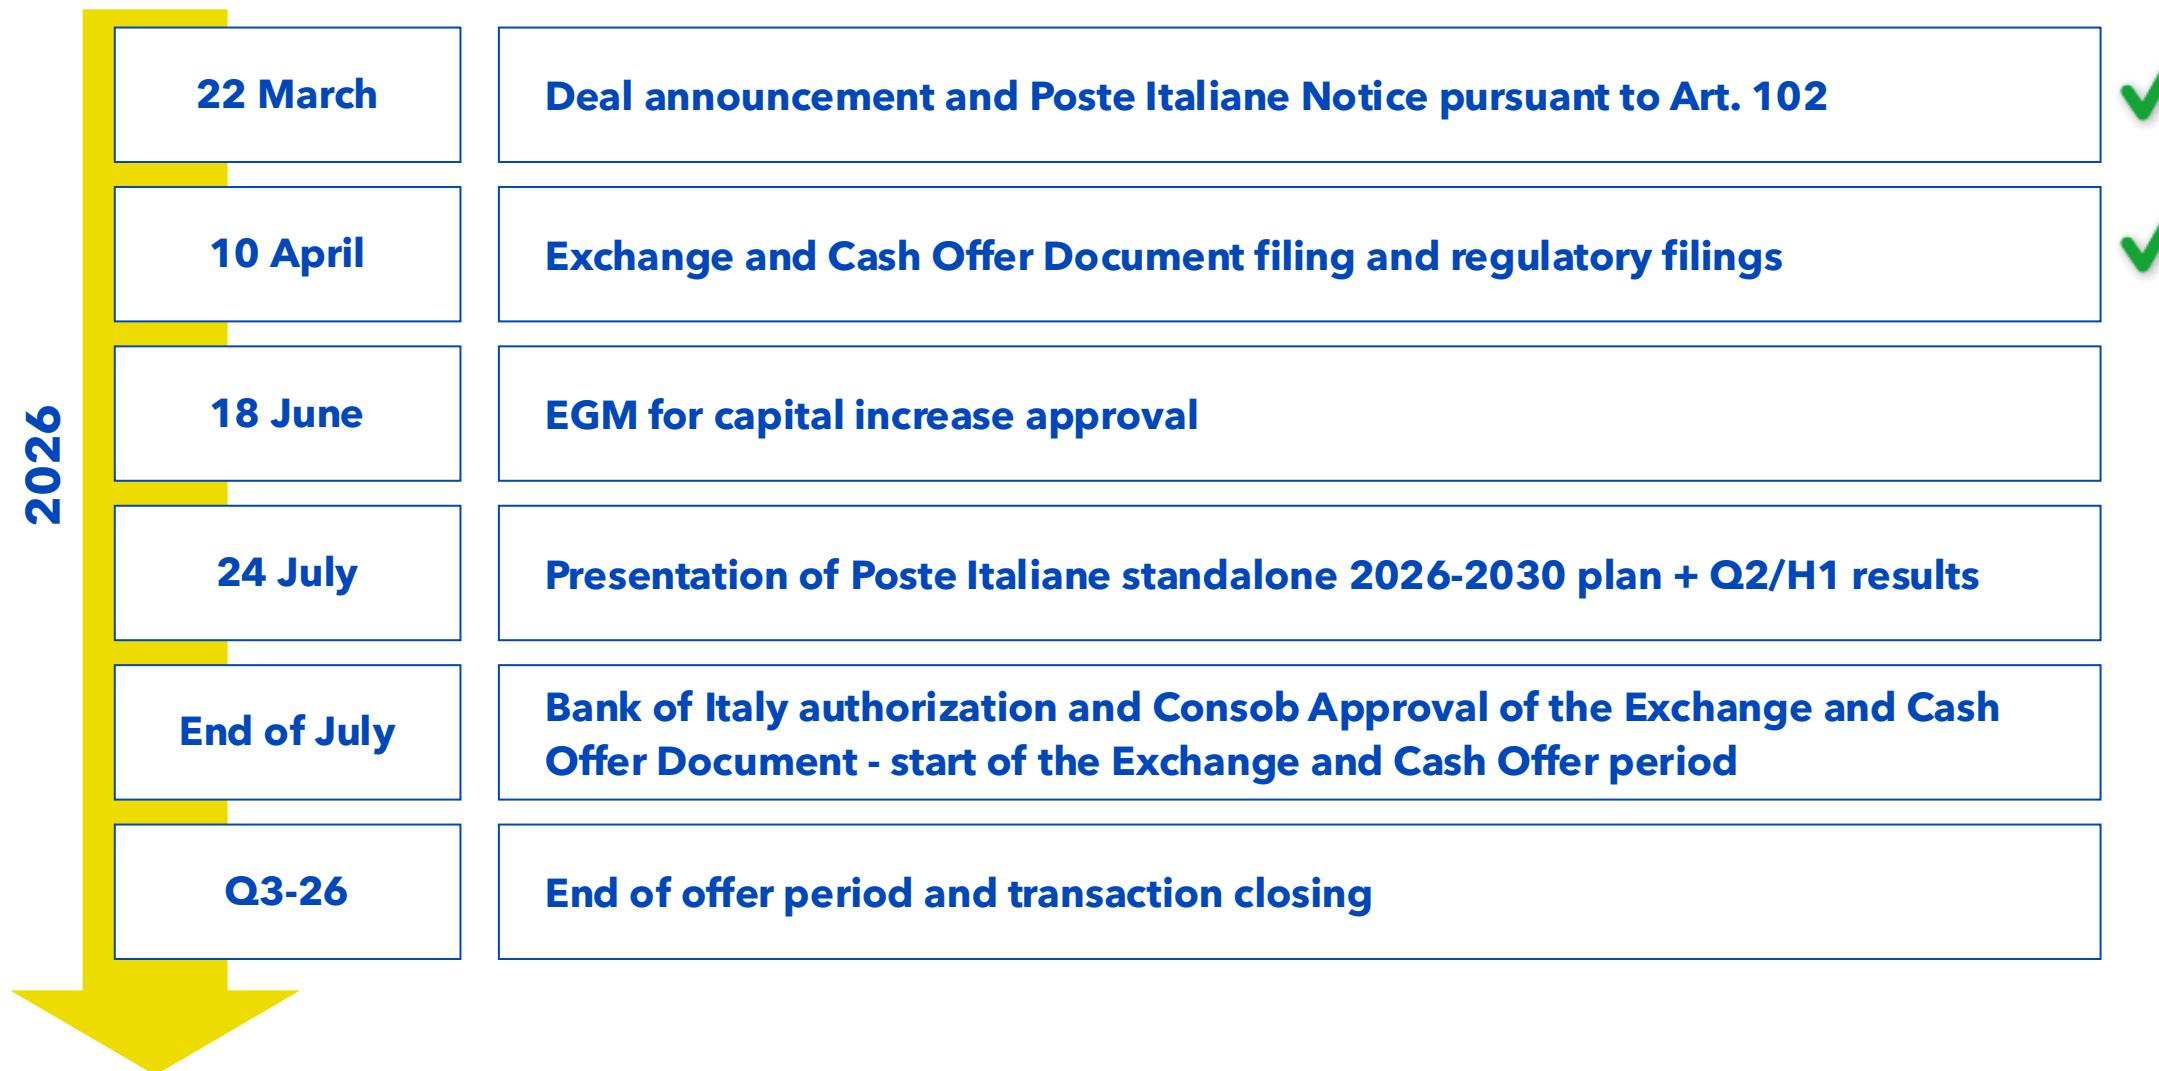 2026
22 March
Deal announcement and Poste Italiane Notice pursuant to Art. 102
10 April
Exchange and Cash Offer Document filing and regulatory filings
18 June
EGM for capital increase approval
24 July
Presentation of Poste Italiane standalone 2026-2030 plan + Q2/H1 results
End of July
Bank of Italy authorization and Consob Approval of the Exchange and Cash
Offer Document - start of the Exchange and Cash Offer period
Q3-26
End of offer period and transaction closing